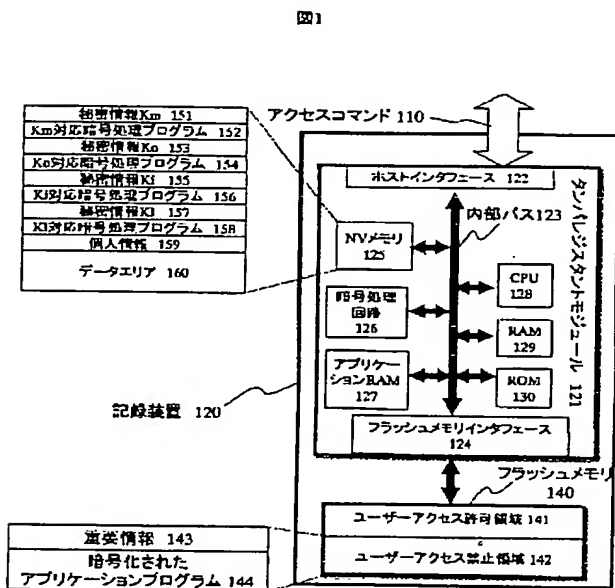 図1
秘密情報Km 151
Km対応暗号処理プログラム 152
秘密情報Ko 153
Ko対応暗号処理プログラム 154
秘密情報Ki 155
Ki対応暗号処理プログラム 156
秘密情報Kl 157
Kl対応暗号処理プログラム 158
個人情報 159
データエリア 160
アクセスコマンド 110
ホストインタフェース 122
内部バス123
NVメモリ
125
暗号処理
回路
126
アプリケー
ションRAM
127
CPU
128
RAM
129
ROM
130
タンパレジスタントモジュール 121
フラッシュメモリインタフェース
124
記録装置 120
フラッシュメモリ
140
ユーザーアクセス許可領域 141
ユーザーアクセス禁止領域 142
重要情報 143
暗号化された
アプリケーションプログラム 144